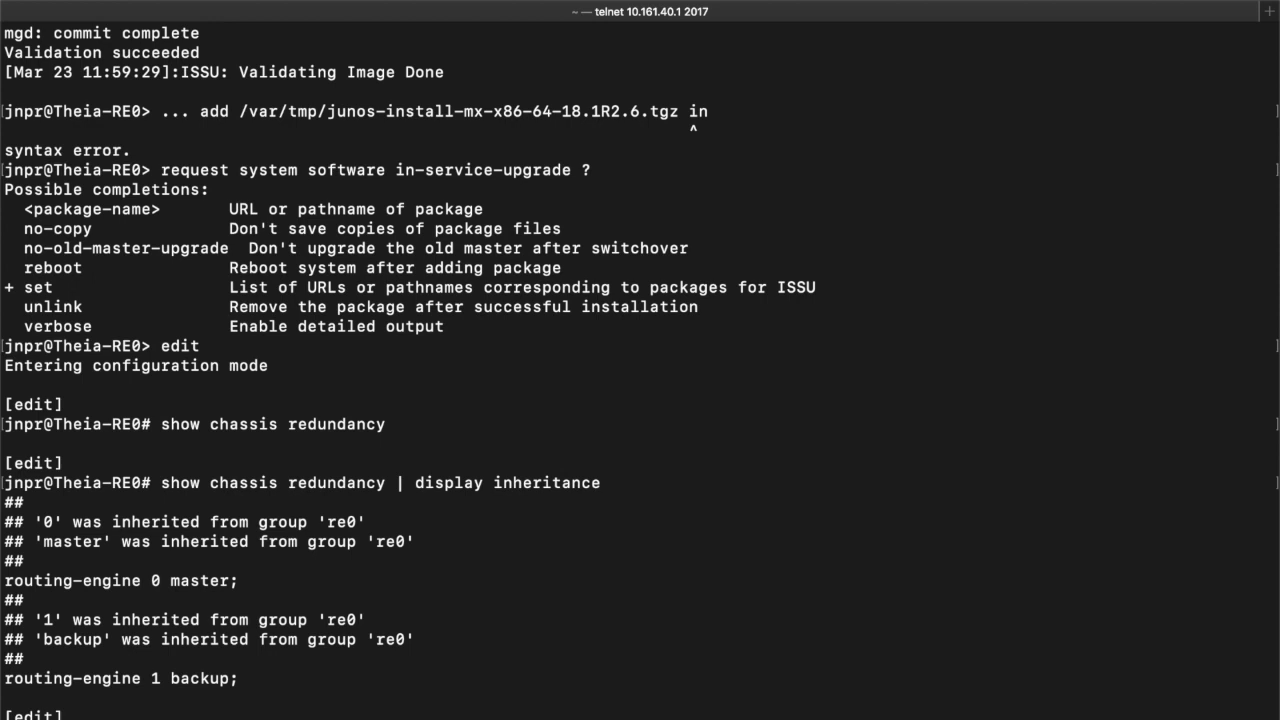 ~ — telnet 10.161.40.1 2017
mgd: commit complete
Validation succeeded
[Mar 23 11:59:29]:ISSU: Validating Image Done
jnpr@Theia-RE0> ... add /var/tmp/junos-install-mx-x86-64-18.1R2.6.tgz in
^
syntax error.
jnpr@Theia-RE0> request system software in-service-upgrade ?
Possible completions:
<package-name> URL or pathname of package
no-copy Don't save copies of package files
no-old-master-upgrade Don't upgrade the old master after switchover
reboot Reboot system after adding package
+ set List of URLs or pathnames corresponding to packages for ISSU
unlink Remove the package after successful installation
verbose Enable detailed output
jnpr@Theia-RE0> edit
Entering configuration mode
[edit]
jnpr@Theia-RE0# show chassis redundancy
[edit]
jnpr@Theia-RE0# show chassis redundancy | display inheritance
##
## '0' was inherited from group 're0'
## 'master' was inherited from group 're0'
##
routing-engine 0 master;
##
## '1' was inherited from group 're0'
## 'backup' was inherited from group 're0'
##
routing-engine 1 backup;
[edit]